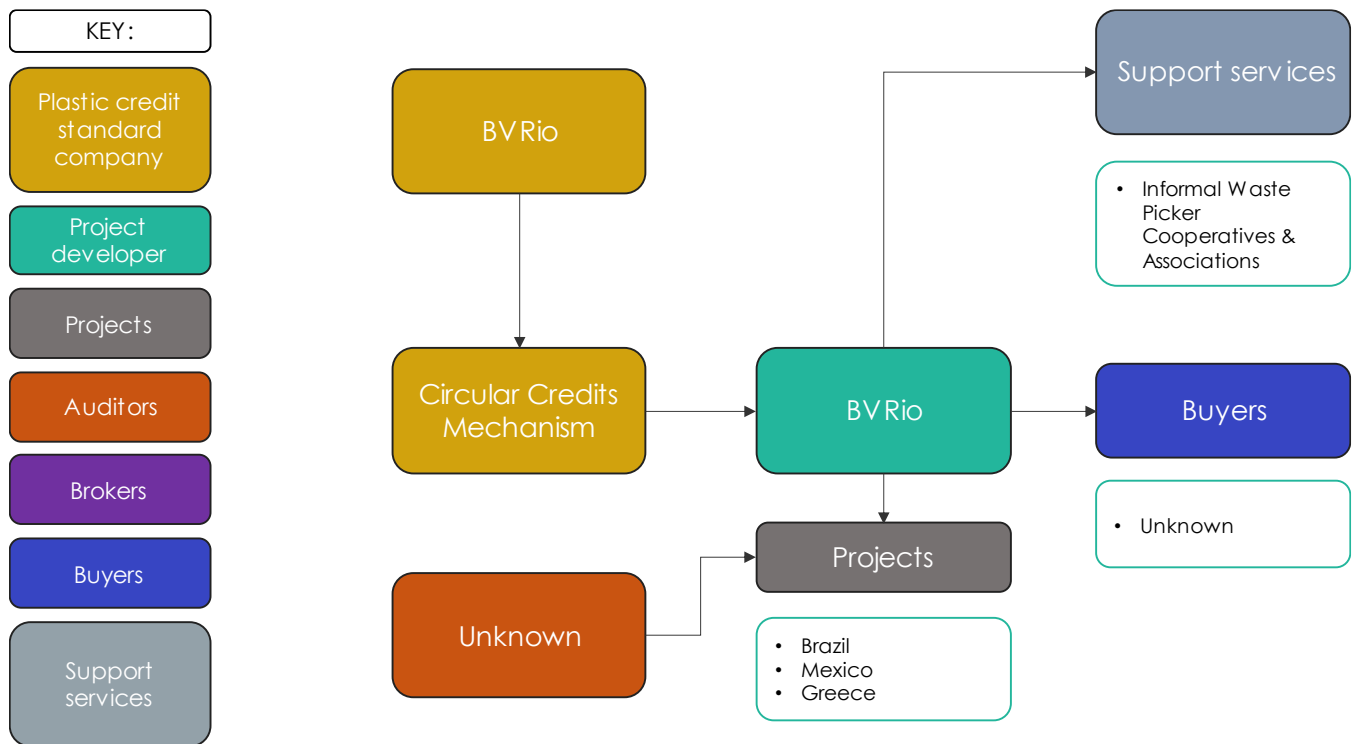 KEY:
Plastic credit
standard
company
Project
developer
Projects
Auditors
Brokers
Buyers
Support
services
BVRio
Circular Credits
Mechanism
Unknown
BVRio
Projects
• Brazil
• Mexico
• Greece
Support services
• Informal Waste
Picker
Cooperatives &
Associations
Buyers
• Unknown